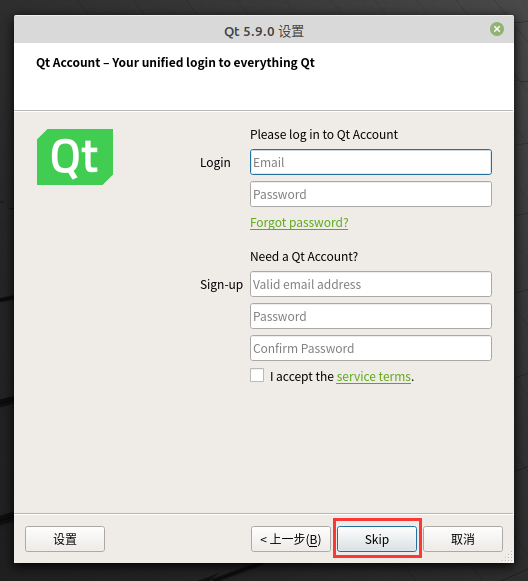 Qt 5.9.0 设置
Qt Account – Your unified login to everything Qt
Qt
Please log in to Qt Account
Login
Email
Password
Forgot password?
Need a Qt Account?
Sign-up
Valid email address
Password
Confirm Password
I accept the service terms.
设置
< 上一步(B)
Skip
取消